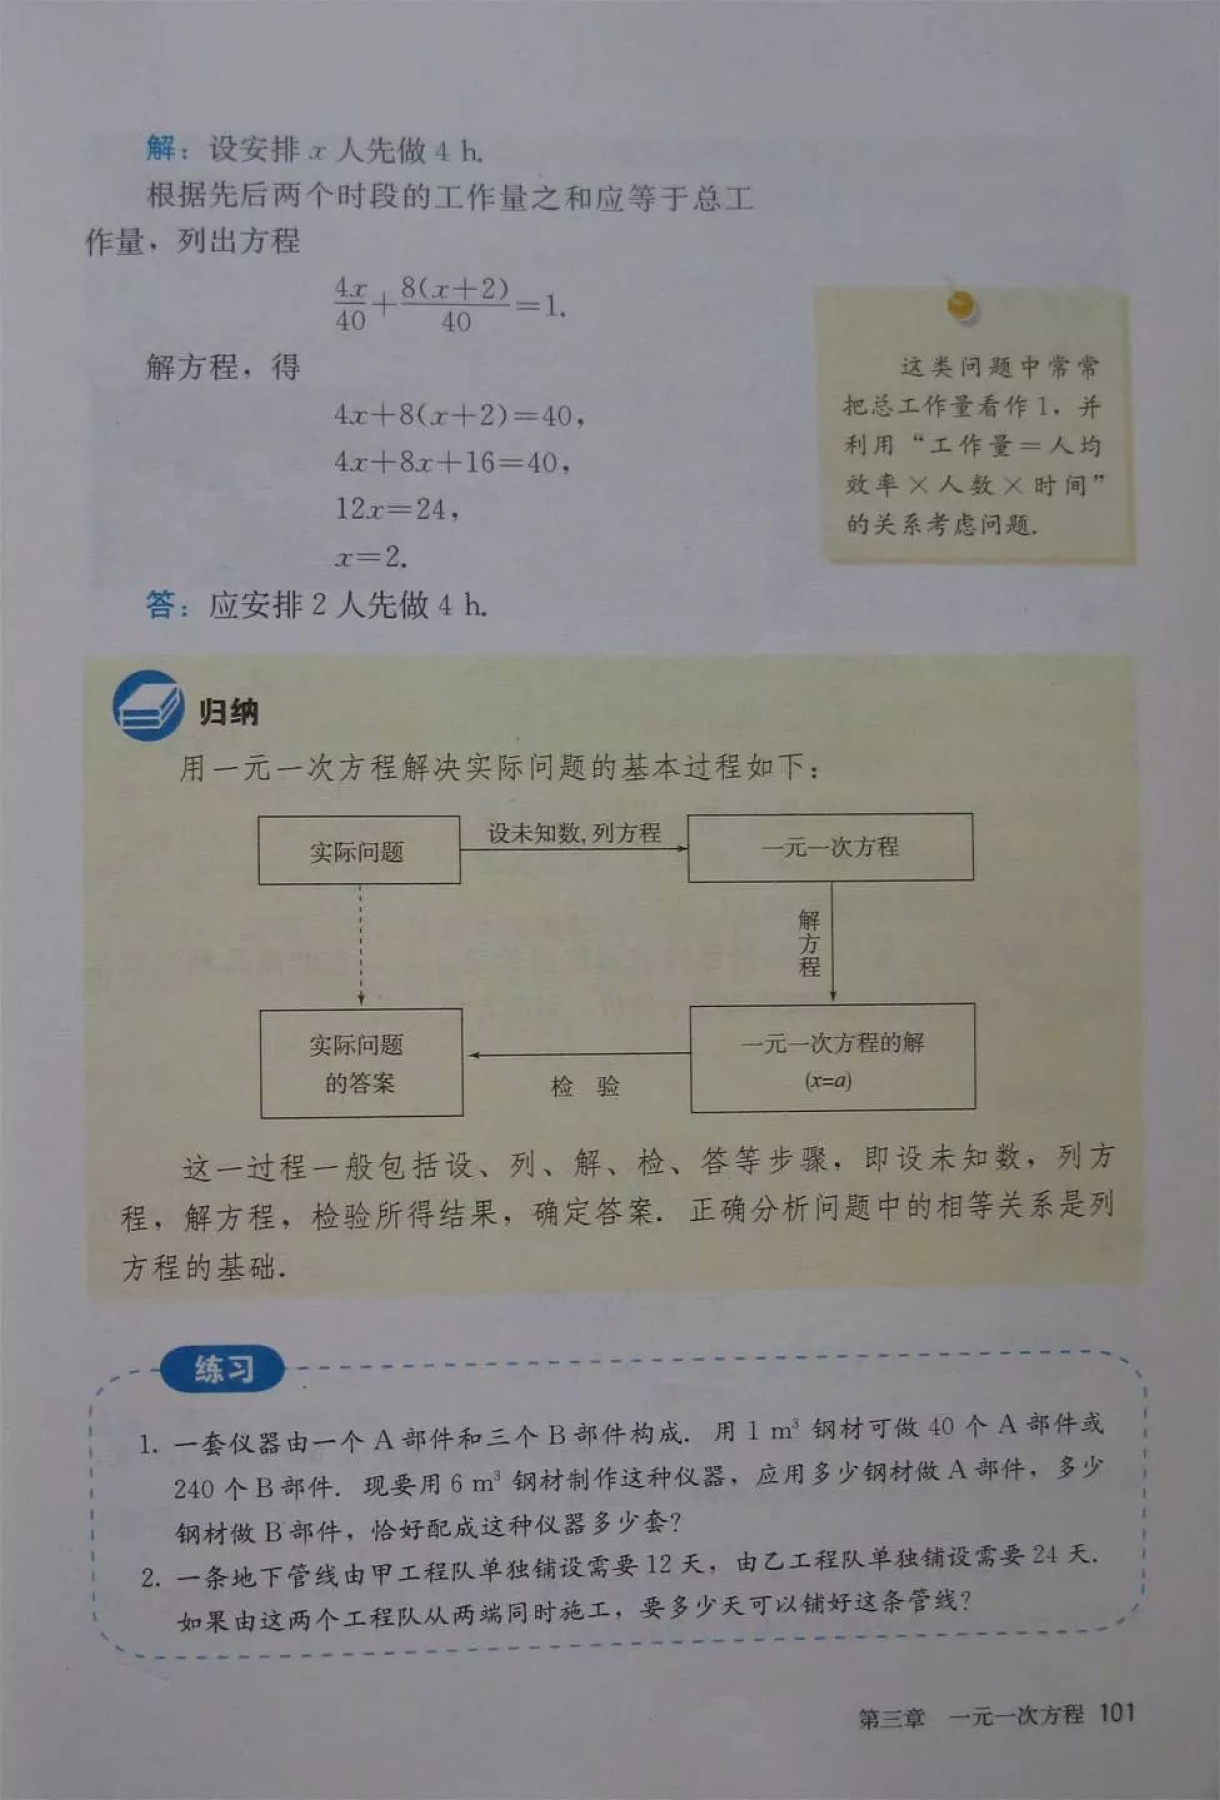 解：设安排 x 人先做 4 h.
根据先后两个时段的工作量之和应等于总工
作量，列出方程
4x/40+8(x+2)/40=1.
解方程，得
4x+8(x+2)=40，
4x+8x+16=40，
12x=24，
x=2.
答：应安排 2 人先做 4 h.
这类问题中常常
把总工作量看作 1，并
利用“工作量＝人均
效率×人数×时间”
的关系考虑问题.
归纳
用一元一次方程解决实际问题的基本过程如下：
实际问题
设未知数,列方程
一元一次方程
解方程
实际问题
的答案
检 验
一元一次方程的解
(x=a)
这一过程一般包括设、列、解、检、答等步骤，即设未知数，列方
程，解方程，检验所得结果，确定答案．正确分析问题中的相等关系是列
方程的基础．
练习
1. 一套仪器由一个 A 部件和三个 B 部件构成．用 1 m³ 钢材可做 40 个 A 部件或
240 个 B 部件．现要用 6 m³ 钢材制作这种仪器，应用多少钢材做 A 部件，多少
钢材做 B 部件，恰好配成这种仪器多少套？
2. 一条地下管线由甲工程队单独铺设需要 12 天，由乙工程队单独铺设需要 24 天．
如果由这两个工程队从两端同时施工，要多少天可以铺好这条管线？
第三章 一元一次方程 101